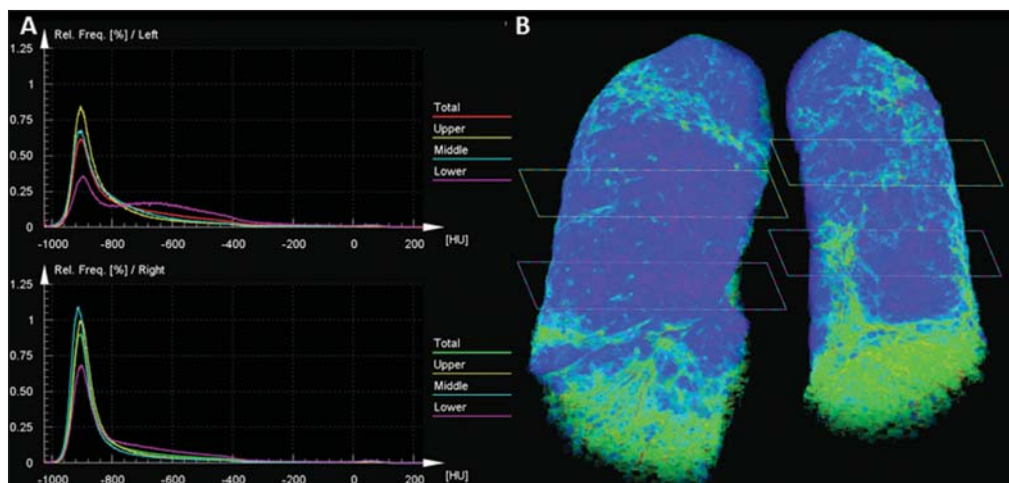 A
B
Rel. Freq. [%] / Left
1.25
1
0.75
0.50
0.25
0
-1000 -800 -600 -400 -200 0 200
[HU]
Total
Upper
Middle
Lower
Rel. Freq. [%] / Right
1.25
1
0.75
0.50
0.25
0
-1000 -800 -600 -400 -200 0 200
[HU]
Total
Upper
Middle
Lower